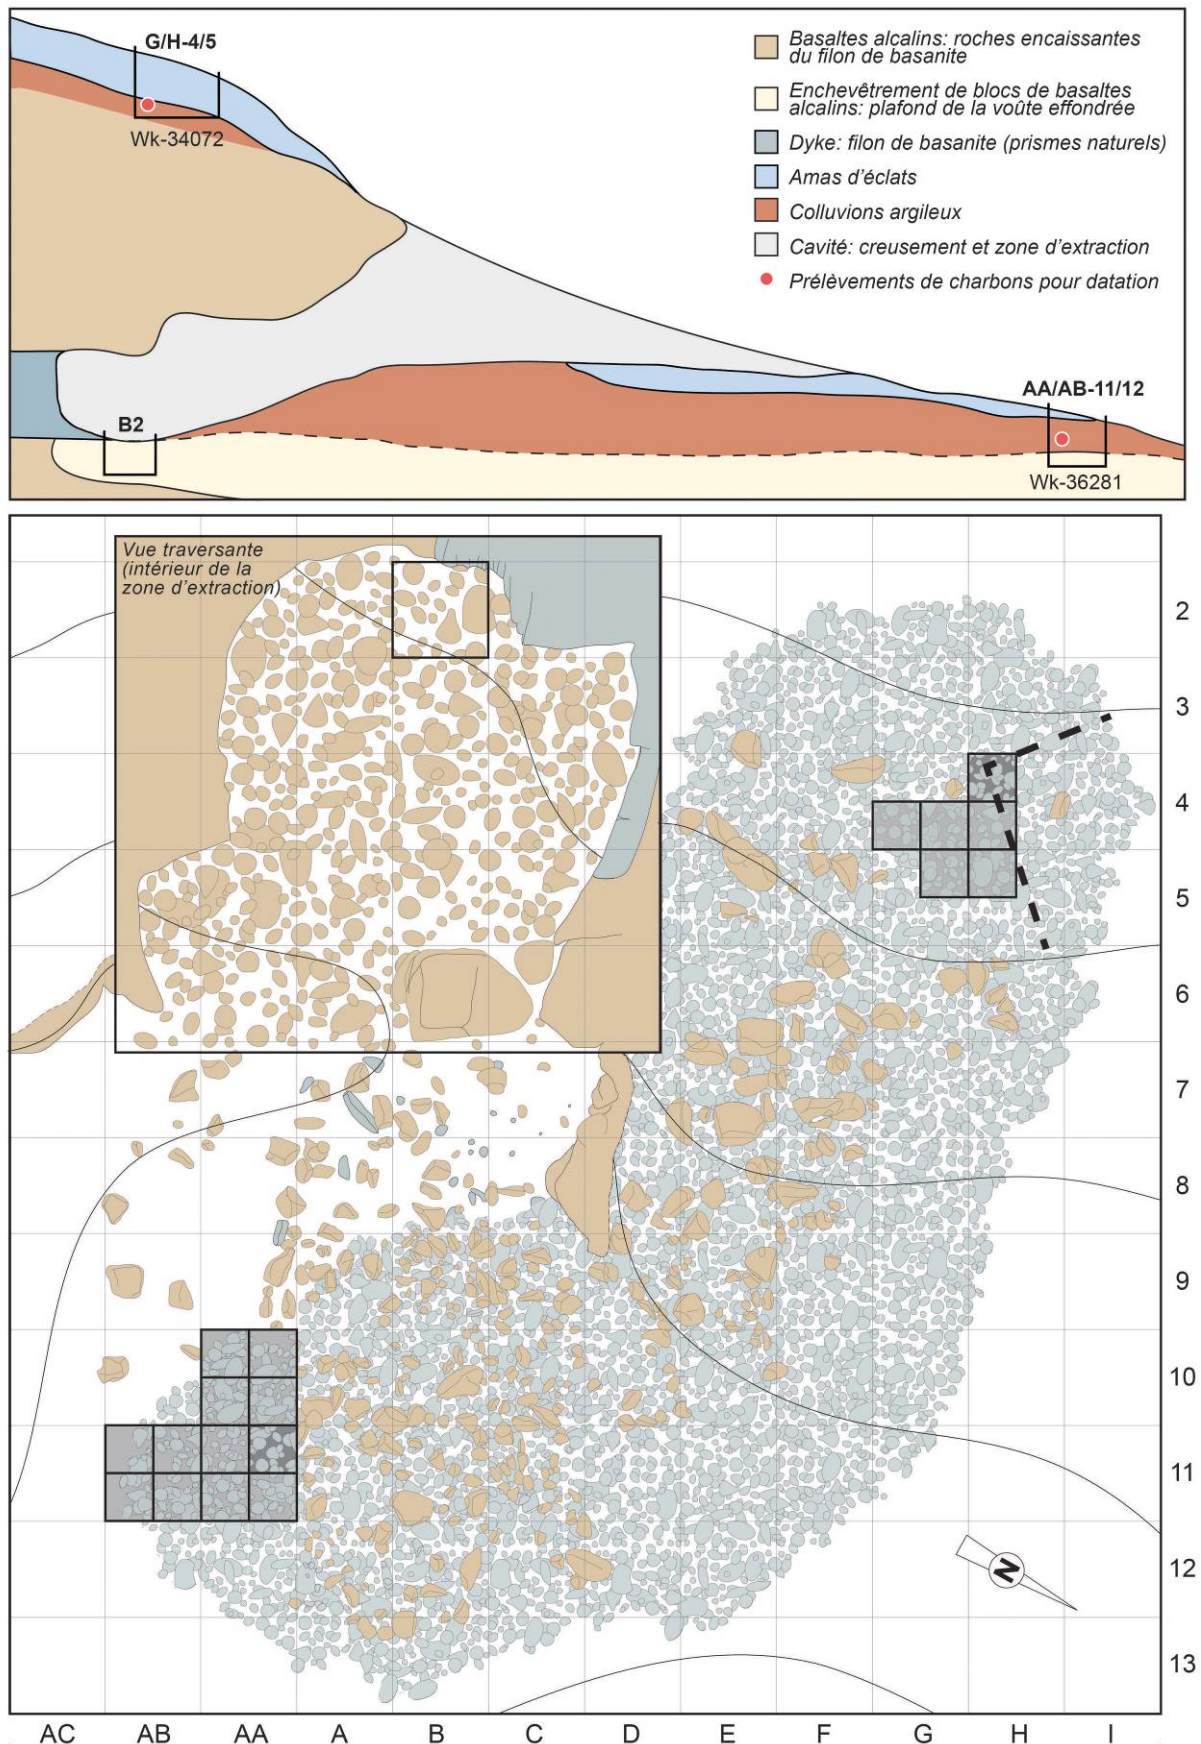 G/H-4/5
Wk-34072
B2
AA/AB-11/12
Wk-36281
Basaltes alcalins: roches encaissantes
du filon de basanite
Enchevêtrement de blocs de basaltes
alcalins: plafond de la voûte effondrée
Dyke: filon de basanite (prismes naturels)
Amas d'éclats
Colluvions argileux
Cavité: creusement et zone d'extraction
Prélèvements de charbons pour datation
Vue traversante
(intérieur de la
zone d'extraction)
2
3
4
5
6
7
8
9
10
11
12
13
N
AC AB AA A B C D E F G H I